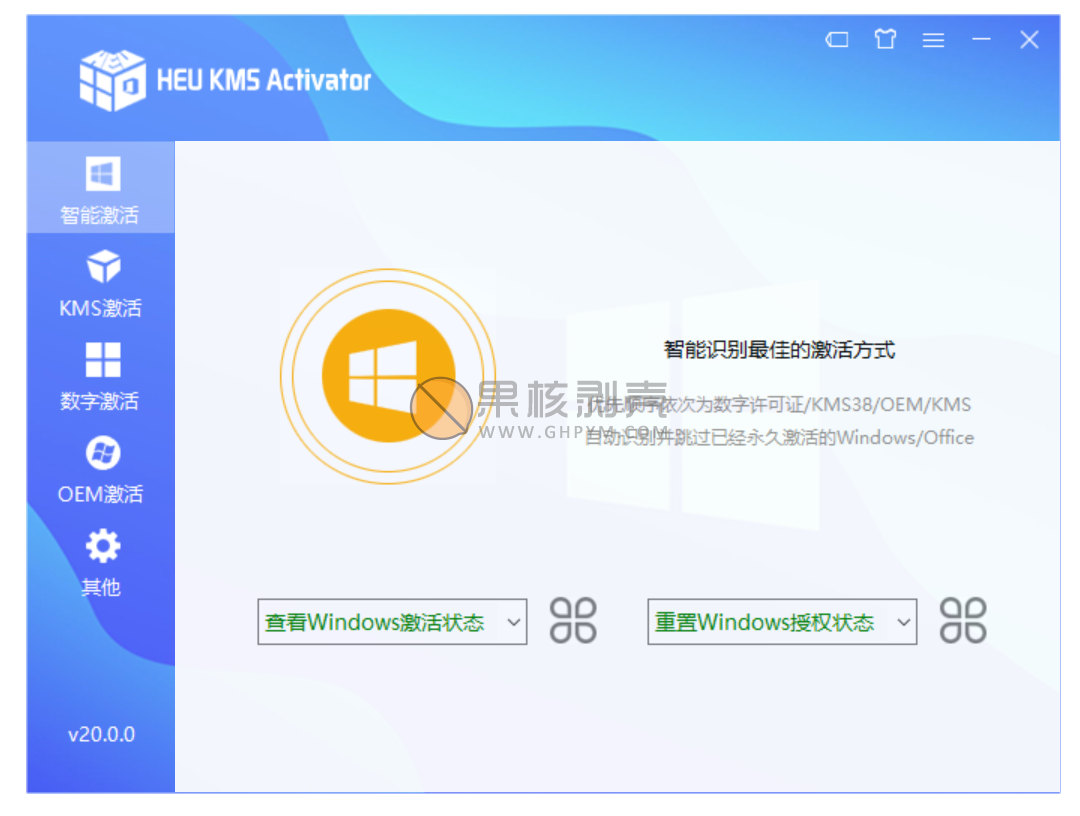 HEU KMS Activator
智能激活
KMS激活
数字激活
OEM激活
其他
v20.0.0
智能识别最佳的激活方式
优先顺序依次为数字许可证/KMS38/OEM/KMS
自动识别并跳过已经永久激活的Windows/Office
果核剥壳
WWW.GHPYM.COM
查看Windows激活状态
重置Windows授权状态